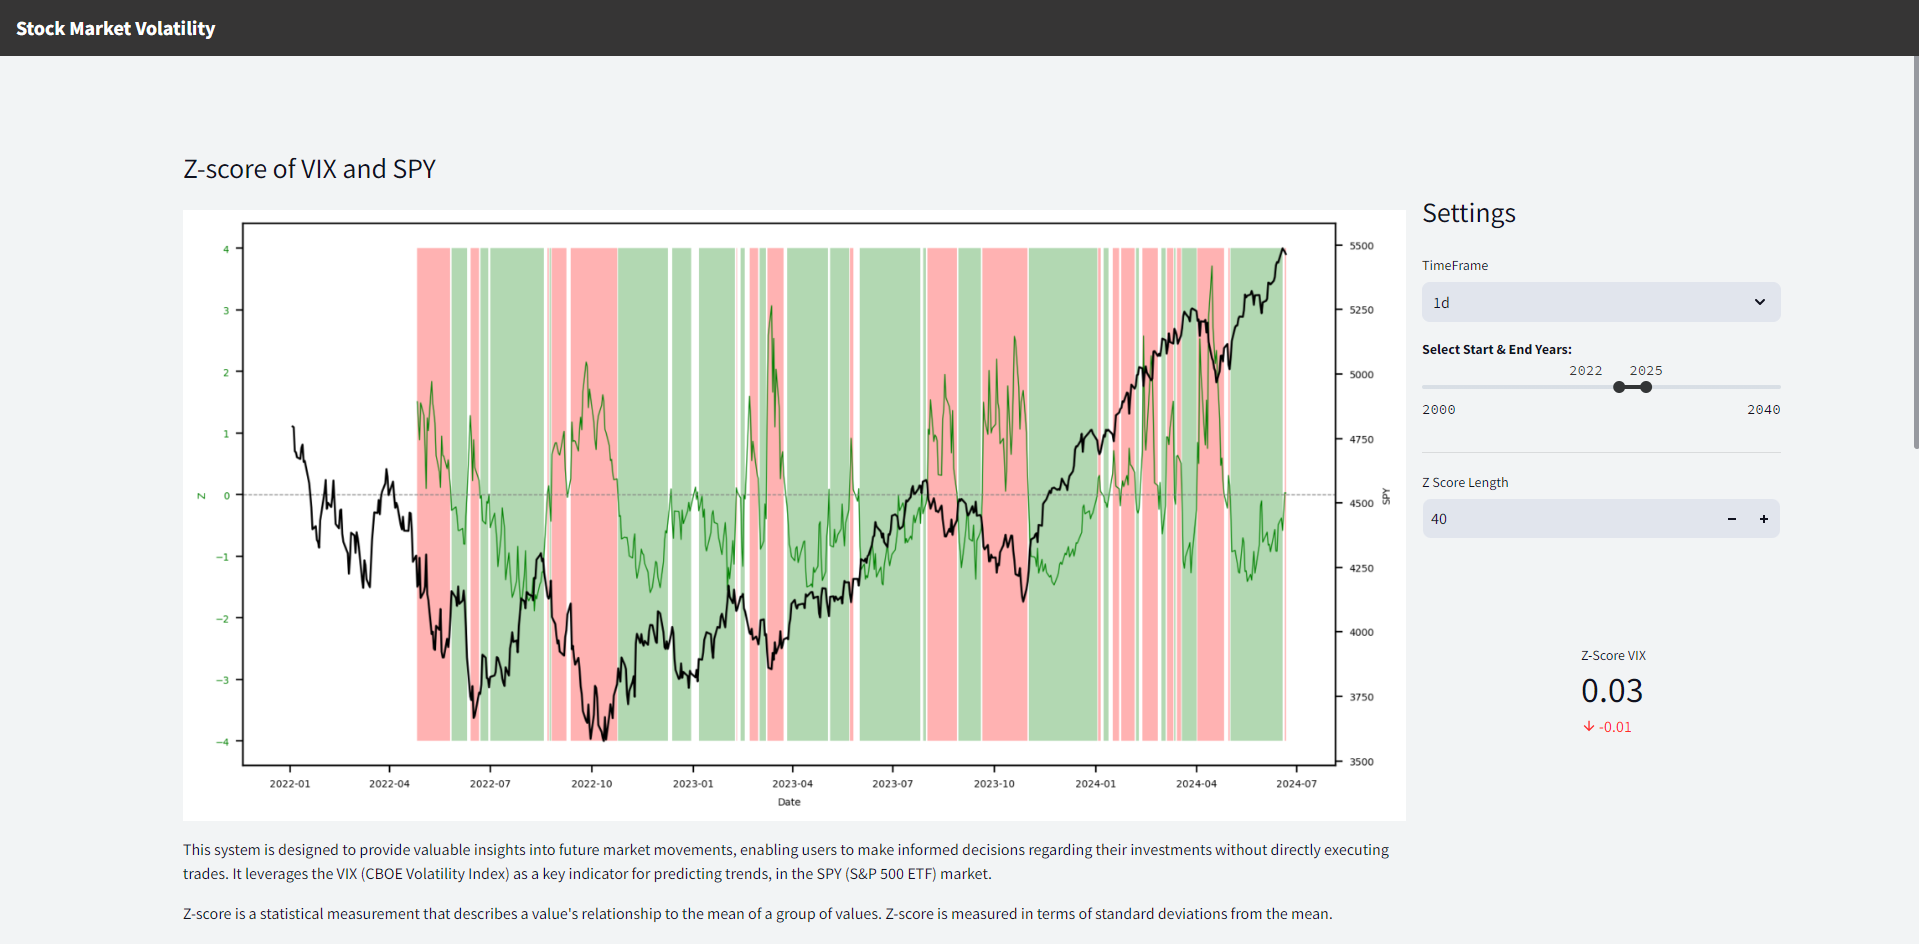 Stock Market Volatility
Z-score of VIX and SPY
4
3
2
1
0
−1
−2
−3
−4
Z
5500
5250
5000
4750
4500
4250
4000
3750
3500
SPY
2022-01 2022-04 2022-07 2022-10 2023-01 2023-04 2023-07 2023-10 2024-01 2024-04 2024-07
Date
This system is designed to provide valuable insights into future market movements, enabling users to make informed decisions regarding their investments without directly executing
trades. It leverages the VIX (CBOE Volatility Index) as a key indicator for predicting trends, in the SPY (S&P 500 ETF) market.
Z-score is a statistical measurement that describes a value's relationship to the mean of a group of values. Z-score is measured in terms of standard deviations from the mean.
Settings
TimeFrame
1d
Select Start & End Years:
2022 2025
2000 2040
Z Score Length
40
Z-Score VIX
0.03
-0.01